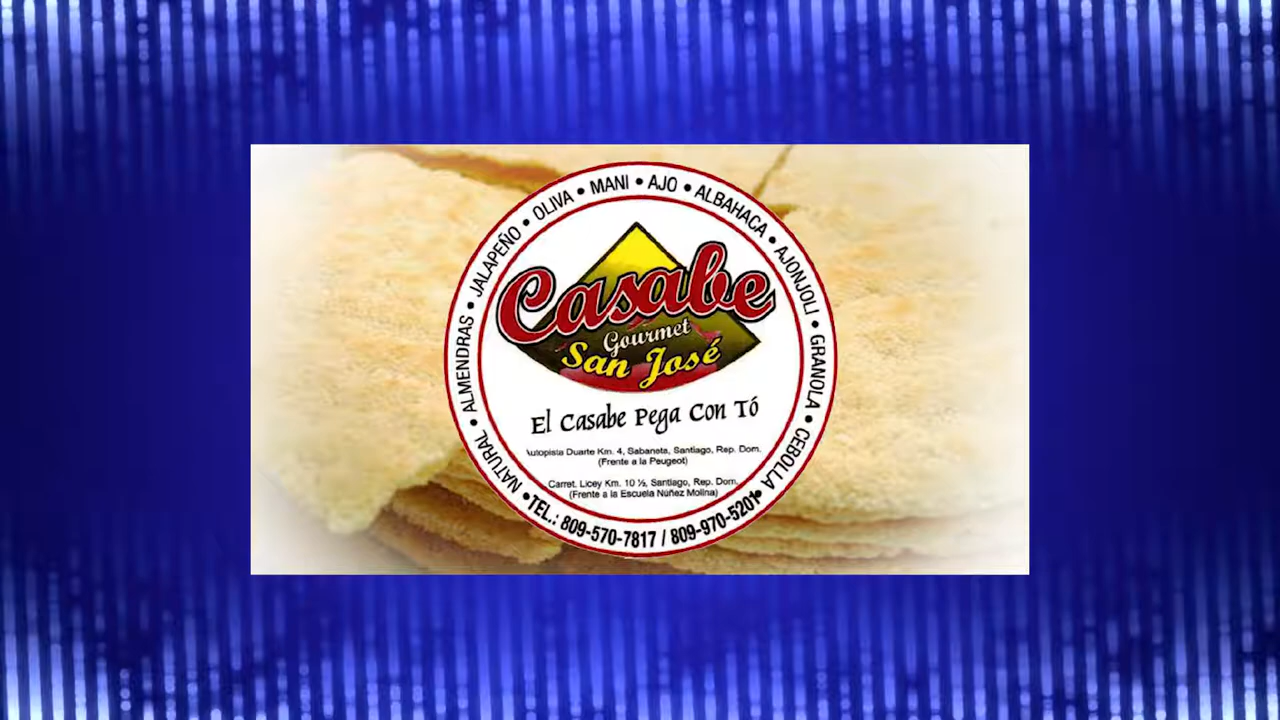 NATURAL • ALMENDRAS • JALAPEÑO • OLIVA • MANI • AJO • ALBAHACA • AJONJOLI • GRANOLA • CEBOLLA
Casabe
Gourmet
San José
El Casabe Pega Con Tó
Autopista Duarte Km. 4, Sabaneta, Santiago, Rep. Dom.
(Frente a la Peugeot)
Carret. Licey Km. 10 ½, Santiago, Rep. Dom.
(Frente a la Escuela Nuñez Molina)
•TEL.: 809-570-7817 / 809-970-5201•